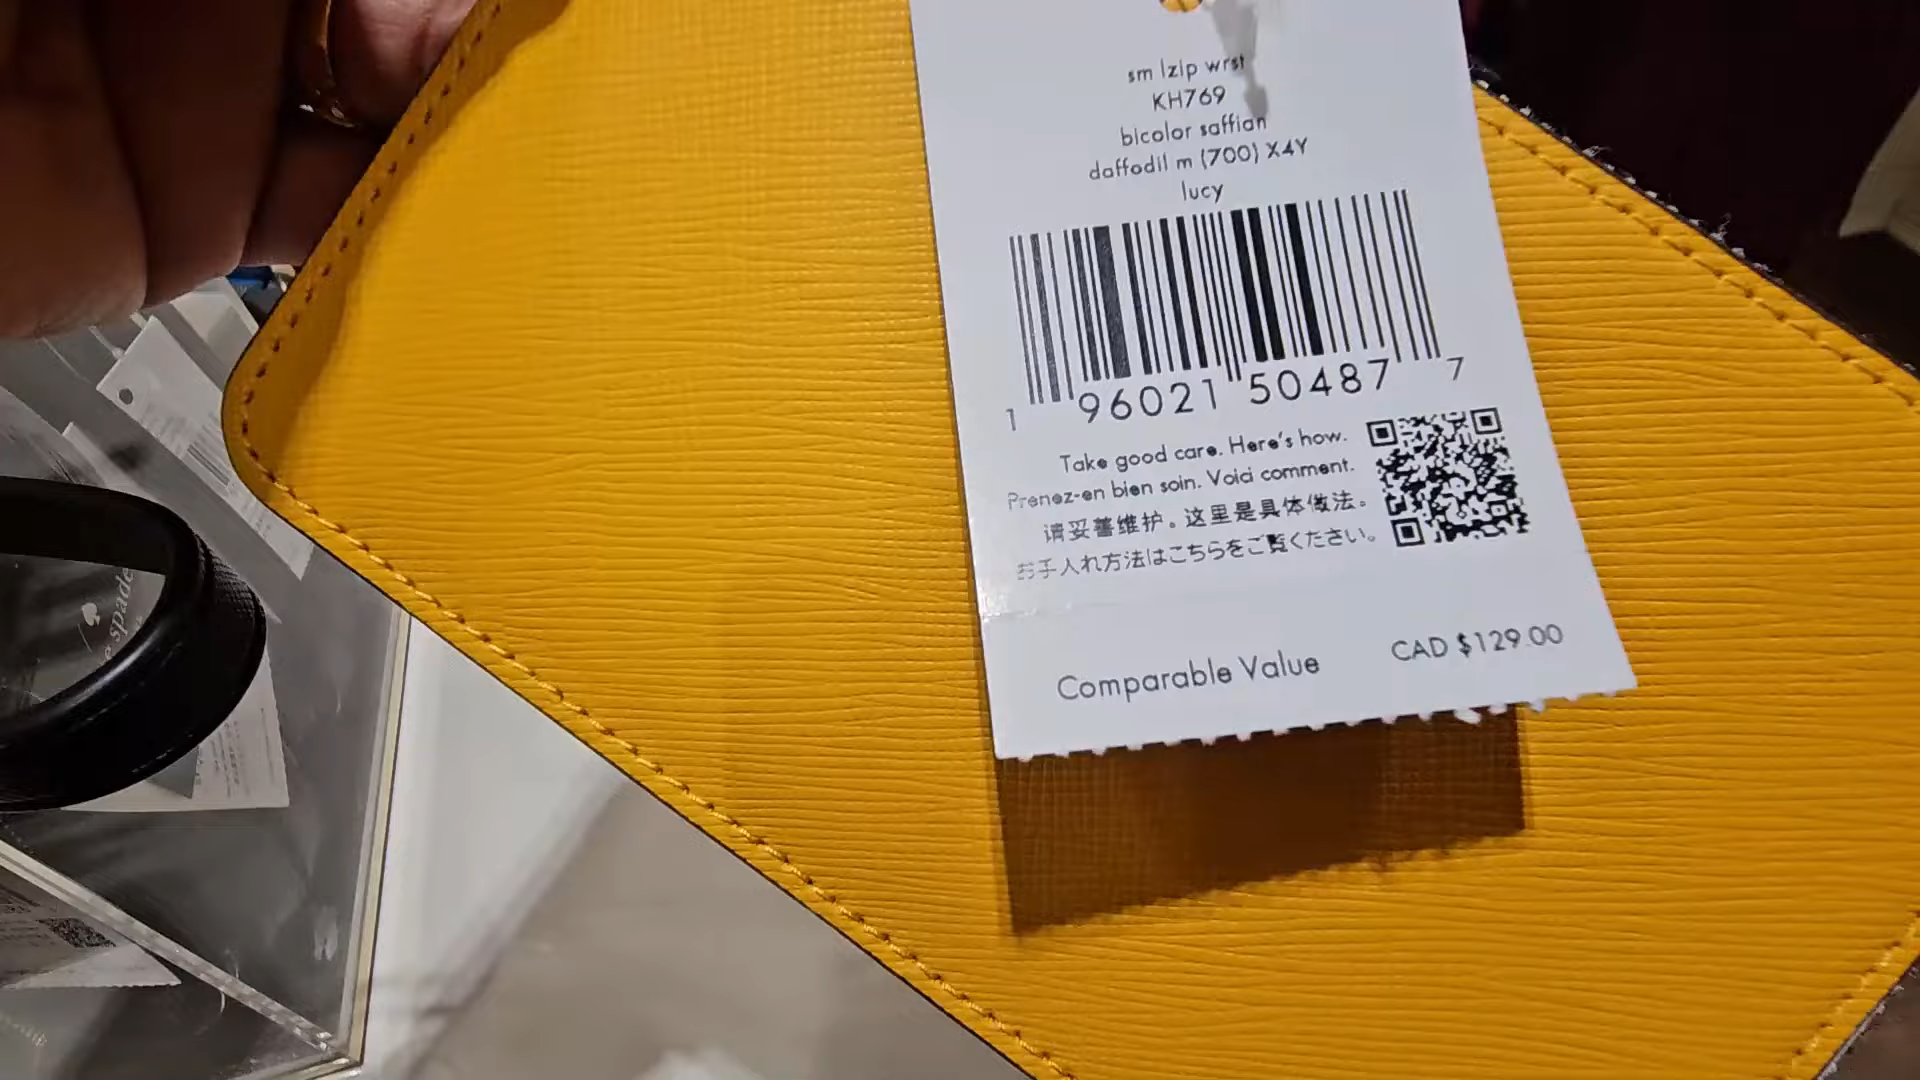 sm lzip wrst
KH769
bicolor saffian
daffodil m (700) X4Y
lucy
1 96021 50487 7
Take good care. Here's how.
Prenez-en bien soin. Voici comment.
请妥善维护。这里是具体做法。
お手入れ方法はこちらをご覧ください。
Comparable Value CAD $129.00
spade